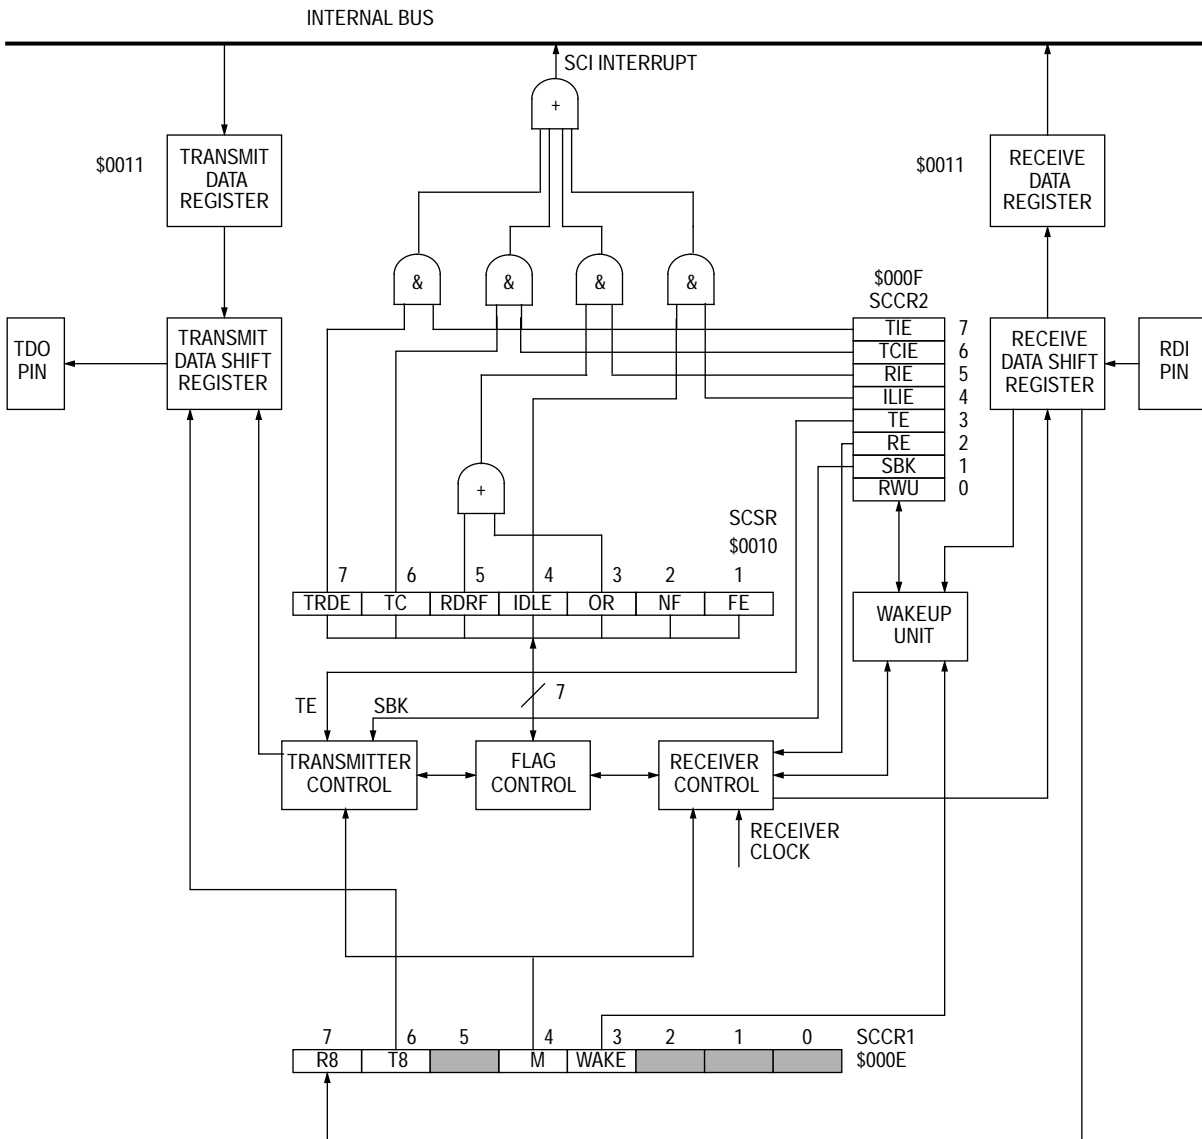 INTERNAL BUS
SCI INTERRUPT
+
$0011
TRANSMIT
DATA
REGISTER
$0011
RECEIVE
DATA
REGISTER
&
&
&
&
$000F
SCCR2
TIE 7
TCIE 6
RIE 5
ILIE 4
TE 3
RE 2
SBK 1
RWU 0
TDO
PIN
TRANSMIT
DATA SHIFT
REGISTER
RECEIVE
DATA SHIFT
REGISTER
RDI
PIN
+
SCSR
$0010
7 6 5 4 3 2 1
TRDE TC RDRF IDLE OR NF FE
WAKEUP
UNIT
7
TE
SBK
TRANSMITTER
CONTROL
FLAG
CONTROL
RECEIVER
CONTROL
RECEIVER
CLOCK
7 6 5 4 3 2 1 0
SCCR1
R8 T8 M WAKE
$000E